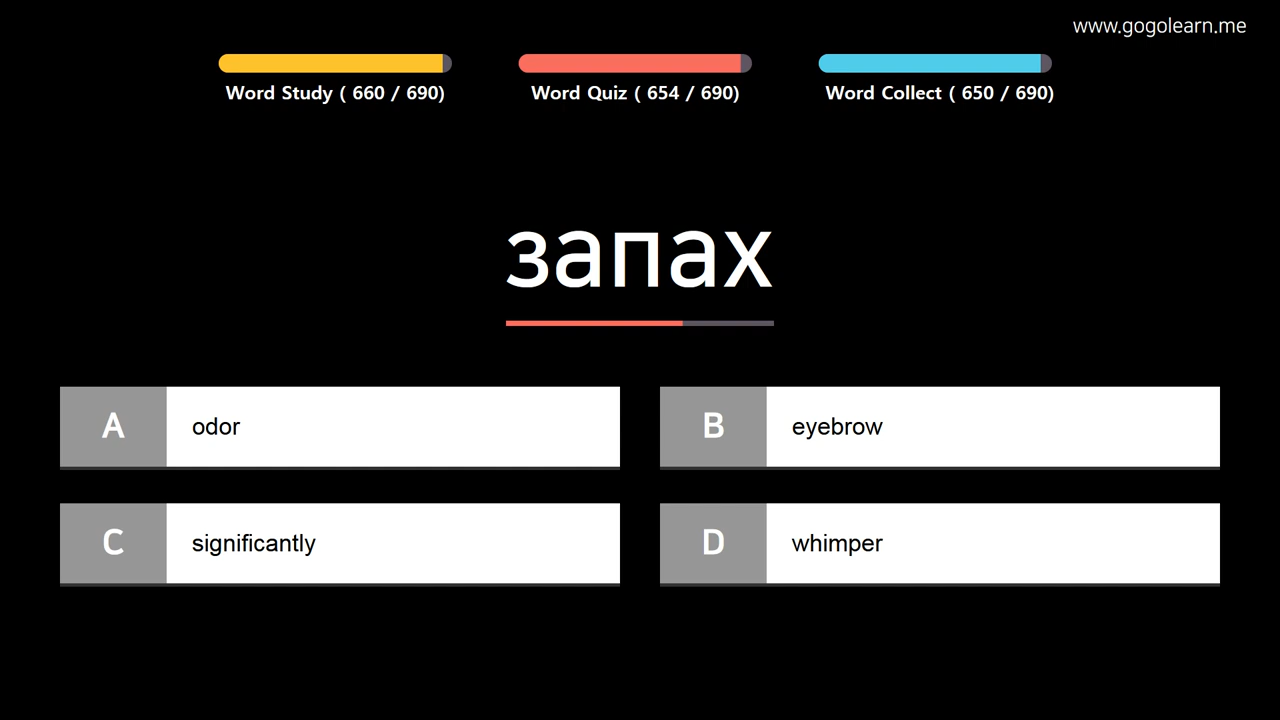 www.gogolearn.me
Word Study ( 660 / 690)
Word Quiz ( 654 / 690)
Word Collect ( 650 / 690)
запах
A odor
B eyebrow
C significantly
D whimper